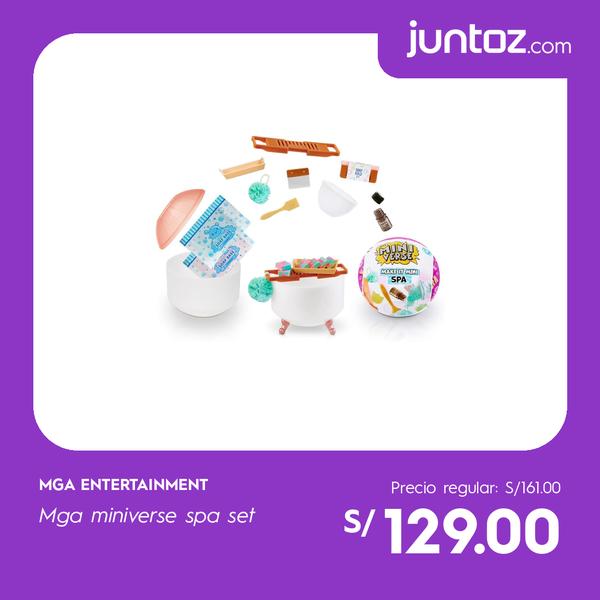 juntoz.com
MINI
VERSE
MAKE IT MINI
SPA
MGA ENTERTAINMENT
Mga miniverse spa set
Precio regular: S/161.00
S/ 129.00